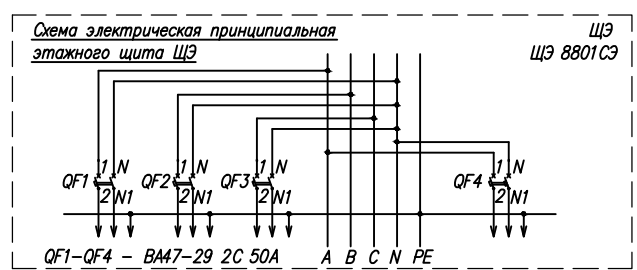 Схема электрическая принципиальная
этажного щита ЩЭ
ЩЭ
ЩЭ 8801СЭ
1 N
QF1
2 N1
1 N
QF2
2 N1
1 N
QF3
2 N1
1 N
QF4
2 N1
QF1-QF4 - ВА47-29 2С 50А
A B C N PE